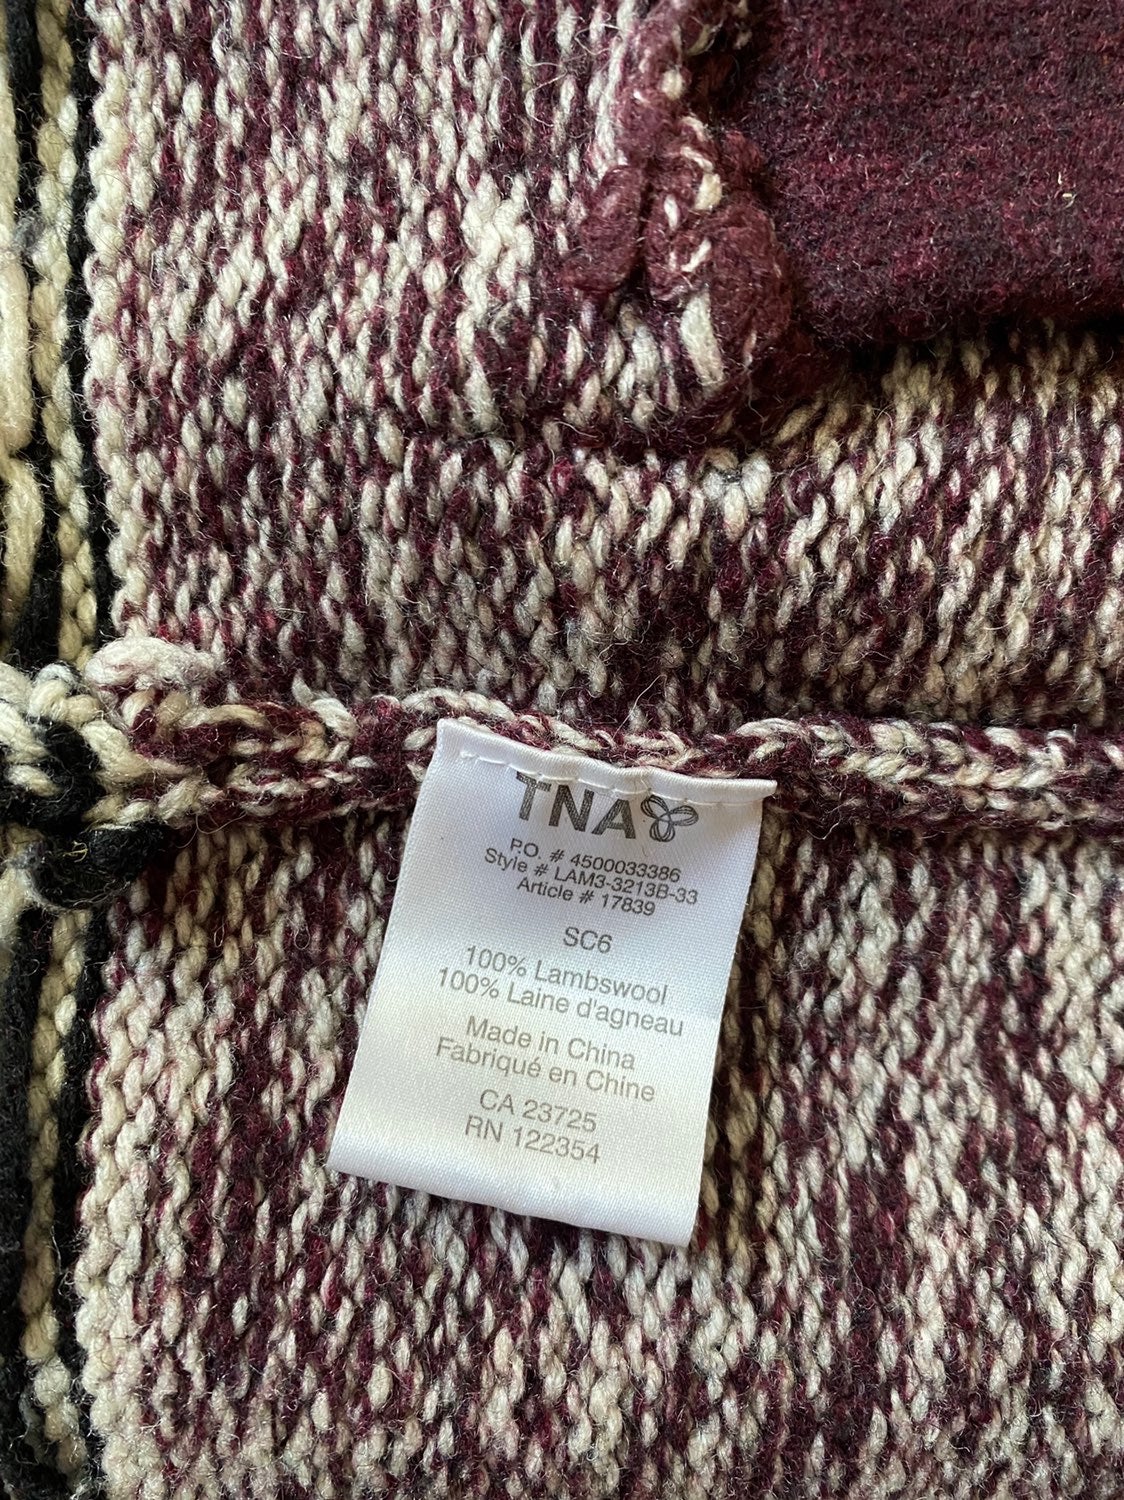 TNA
P.O. # 4500033386
Style # LAM3-3213B-33
Article # 17839
SC6
100% Lambswool
100% Laine d'agneau
Made in China
Fabriqué en Chine
CA 23725
RN 122354